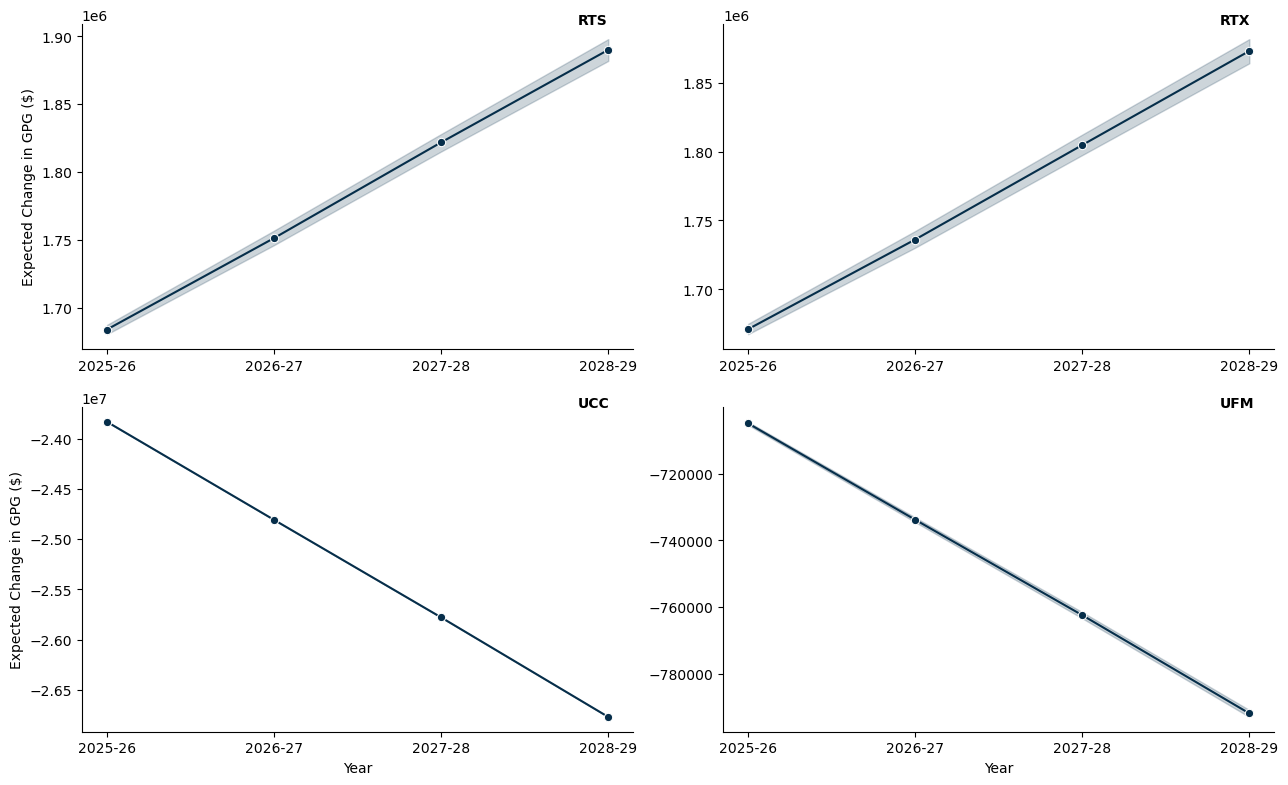 1e6
RTS
1.90
1.85
1.80
1.75
1.70
Expected Change in GPG ($)
2025-26 2026-27 2027-28 2028-29
1e6
RTX
1.85
1.80
1.75
1.70
2025-26 2026-27 2027-28 2028-29
1e7
UCC
−2.40
−2.45
−2.50
−2.55
−2.60
−2.65
Expected Change in GPG ($)
2025-26 2026-27 2027-28 2028-29
Year
UFM
−720000
−740000
−760000
−780000
2025-26 2026-27 2027-28 2028-29
Year